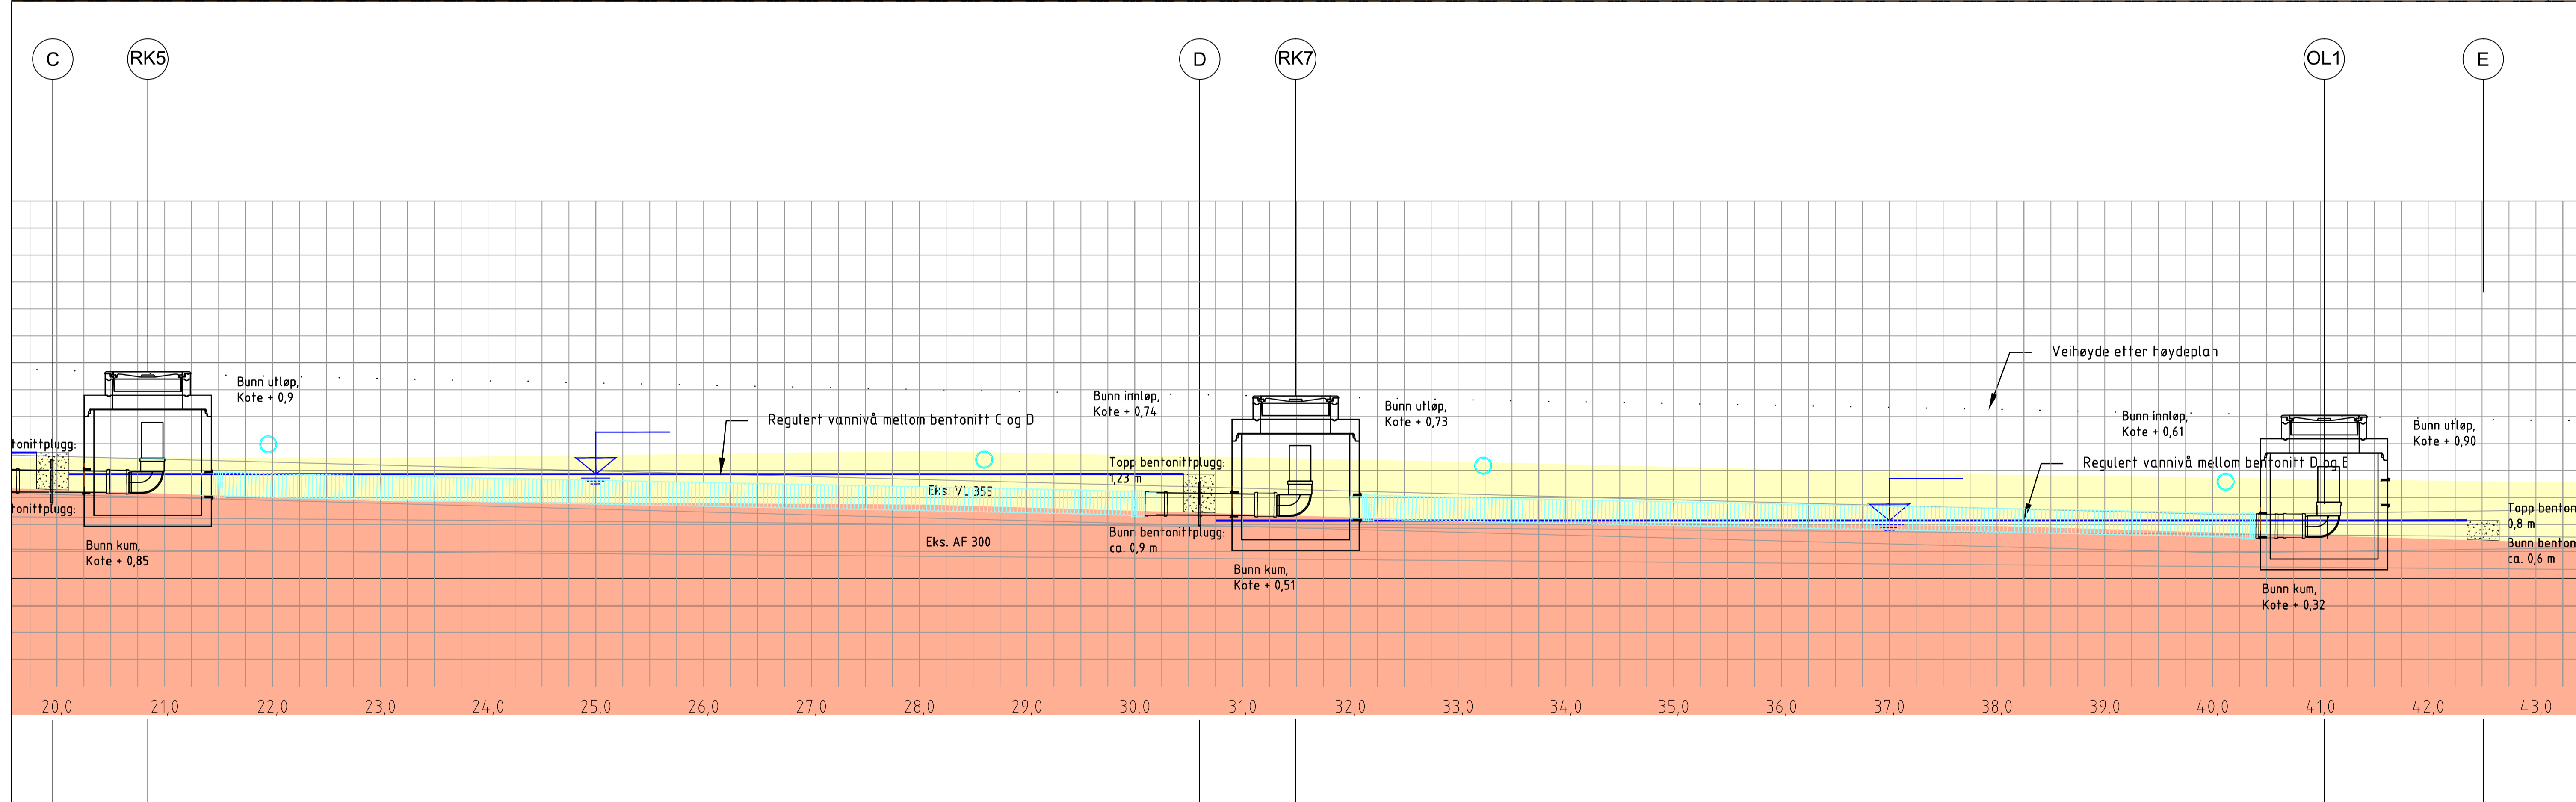 C
RK5
D
RK7
OL1
E
Veihøyde etter høydeplan
Bunn utløp,
Kote + 0,9
Bunn innløp,
Kote + 0,74
Bunn utløp,
Kote + 0,73
Bunn innløp,
Kote + 0,61
Bunn utløp,
Kote + 0,90
Regulert vannivå mellom bentonitt C og D
tonittplugg:
Topp bentonittplugg:
1,23 m
Regulert vannivå mellom bentonitt D og E
Eks. VL 355
tonittplugg:
Topp benton
0,8 m
Bunn bentonittplugg:
ca. 0,9 m
Eks. AF 300
Bunn kum,
Kote + 0,85
Bunn benton
ca. 0,6 m
Bunn kum,
Kote + 0,51
Bunn kum,
Kote + 0,32
20,0 21,0 22,0 23,0 24,0 25,0 26,0 27,0 28,0 29,0 30,0 31,0 32,0 33,0 34,0 35,0 36,0 37,0 38,0 39,0 40,0 41,0 42,0 43,0